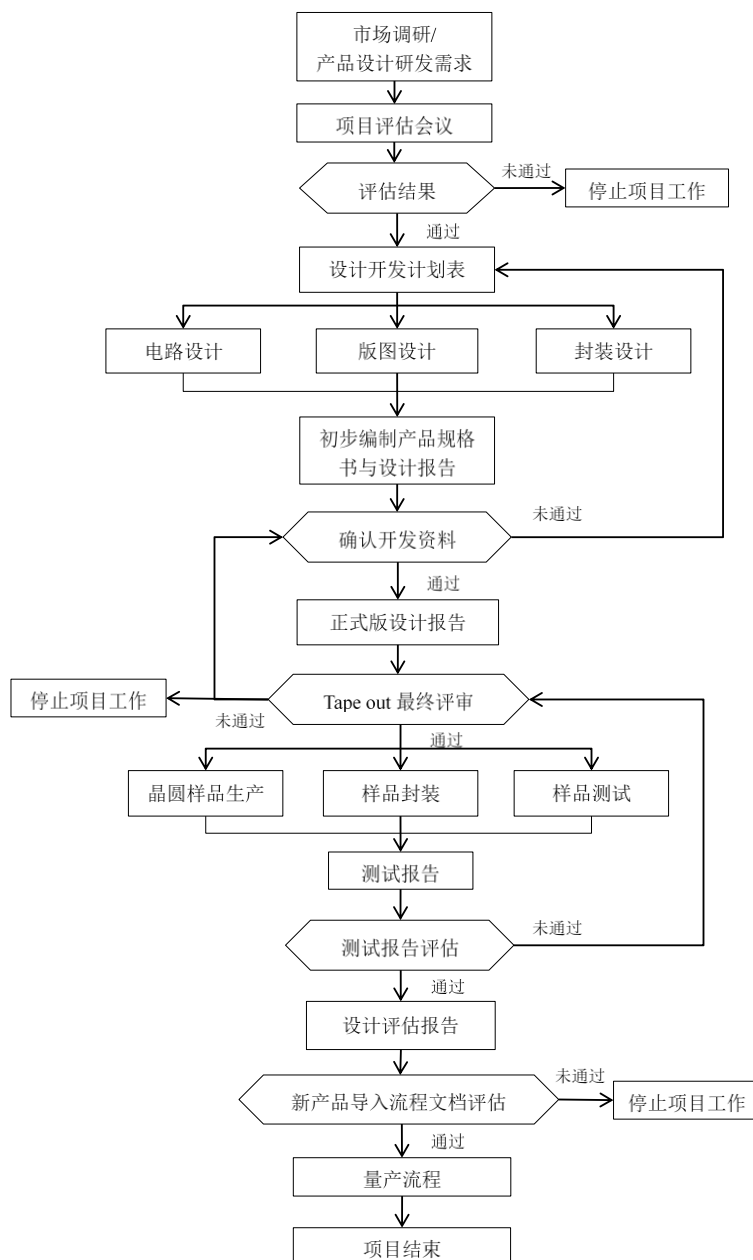 市场调研/
产品设计研发需求
项目评估会议
评估结果
未通过
停止项目工作
通过
设计开发计划表
电路设计
版图设计
封装设计
初步编制产品规格
书与设计报告
确认开发资料
未通过
通过
正式版设计报告
停止项目工作
未通过
Tape out 最终评审
通过
晶圆样品生产
样品封装
样品测试
测试报告
测试报告评估
未通过
通过
设计评估报告
新产品导入流程文档评估
未通过
停止项目工作
通过
量产流程
项目结束